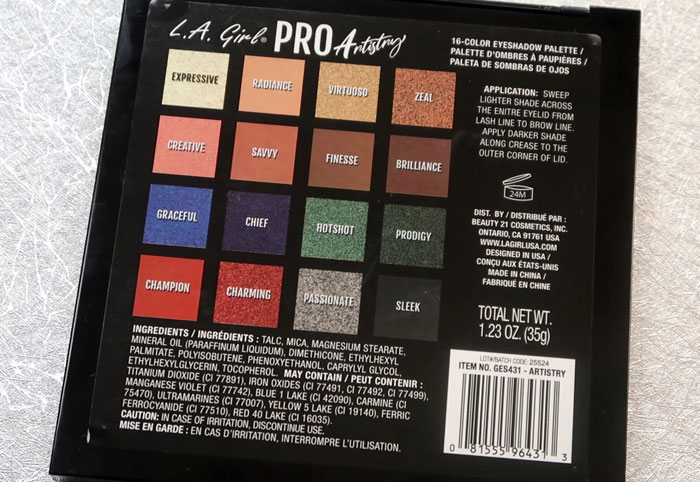 L.A. Girl® PRO Artistry
16-COLOR EYESHADOW PALETTE /
PALETTE D'OMBRES À PAUPIÈRES /
PALETA DE SOMBRAS DE OJOS
EXPRESSIVE
RADIANCE
VIRTUOSO
ZEAL
CREATIVE
SAVVY
FINESSE
BRILLIANCE
GRACEFUL
CHIEF
HOTSHOT
PRODIGY
CHAMPION
CHARMING
PASSIONATE
SLEEK
APPLICATION: SWEEP
LIGHTER SHADE ACROSS
THE ENITRE EYELID FROM
LASH LINE TO BROW LINE.
APPLY DARKER SHADE
ALONG CREASE TO THE
OUTER CORNER OF LID.
24M
DIST. BY / DISTRIBUÉ PAR :
BEAUTY 21 COSMETICS, INC.
ONTARIO, CA 91761 USA
WWW.LAGIRLUSA.COM
DESIGNED IN USA /
CONÇU AUX ÉTATS-UNIS
MADE IN CHINA /
FABRIQUÉ EN CHINE
TOTAL NET WT.
1.23 OZ. (35g)
INGREDIENTS / INGRÉDIENTS : TALC, MICA, MAGNESIUM STEARATE,
MINERAL OIL (PARAFFINUM LIQUIDUM), DIMETHICONE, ETHYLHEXYL
PALMITATE, POLYISOBUTENE, PHENOXYETHANOL, CAPRYLYL GLYCOL,
ETHYLHEXYLGLYCERIN, TOCOPHEROL. MAY CONTAIN / PEUT CONTENIR :
TITANIUM DIOXIDE (CI 77891), IRON OXIDES (CI 77491, CI 77492, CI 77499),
MANGANESE VIOLET (CI 77742), BLUE 1 LAKE (CI 42090), CARMINE (CI
75470), ULTRAMARINES (CI 77007), YELLOW 5 LAKE (CI 19140), FERRIC
FERROCYANIDE (CI 77510), RED 40 LAKE (CI 16035).
CAUTION: IN CASE OF IRRITATION, DISCONTINUE USE.
MISE EN GARDE : EN CAS D'IRRITATION, INTERROMPRE L'UTILISATION.
LOT#/BATCH CODE: 25524
ITEM NO. GES431 - ARTISTRY
0 81555 96431 3